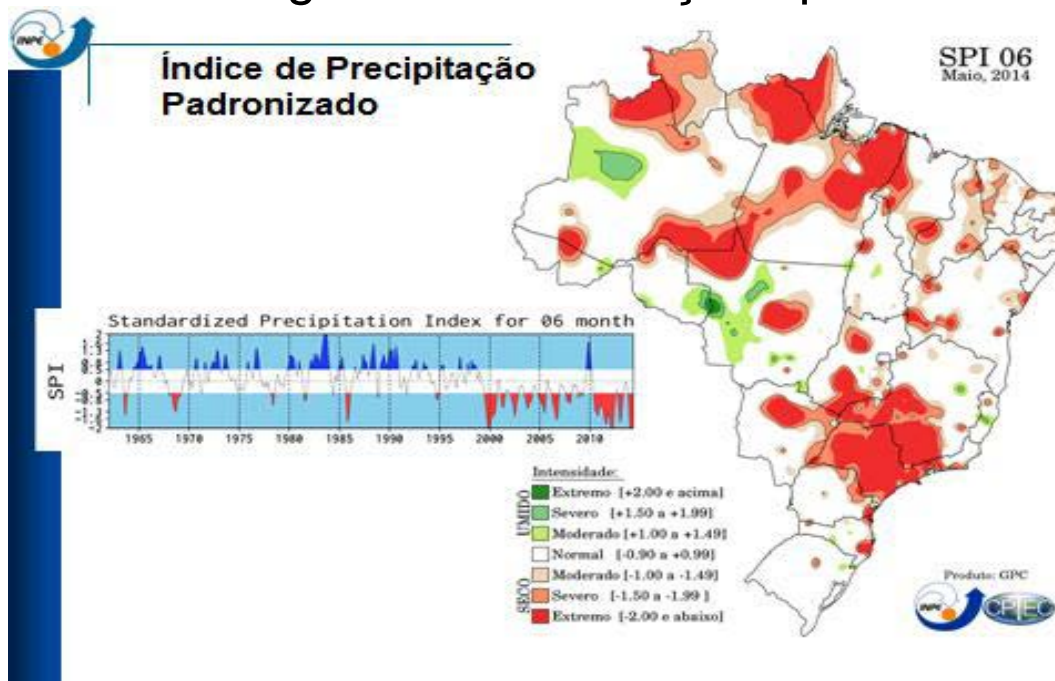 INPE
Índice de Precipitação
Padronizado
SPI 06
Maio, 2014
Standardized Precipitation Index for 06 month
SPI
1965 1970 1975 1980 1985 1990 1995 2000 2005 2010
Intensidade:
UMIDO
Extremo [+2.00 e acima]
Severo [+1.50 a +1.99]
Moderado [+1.00 a +1.49]
Normal [-0.90 a +0.99]
SECO
Moderado [-1.00 a -1.49]
Severo [-1.50 a -1.99 ]
Extremo [-2.00 e abaixo]
Produto: GPC
INPE
CPTEC